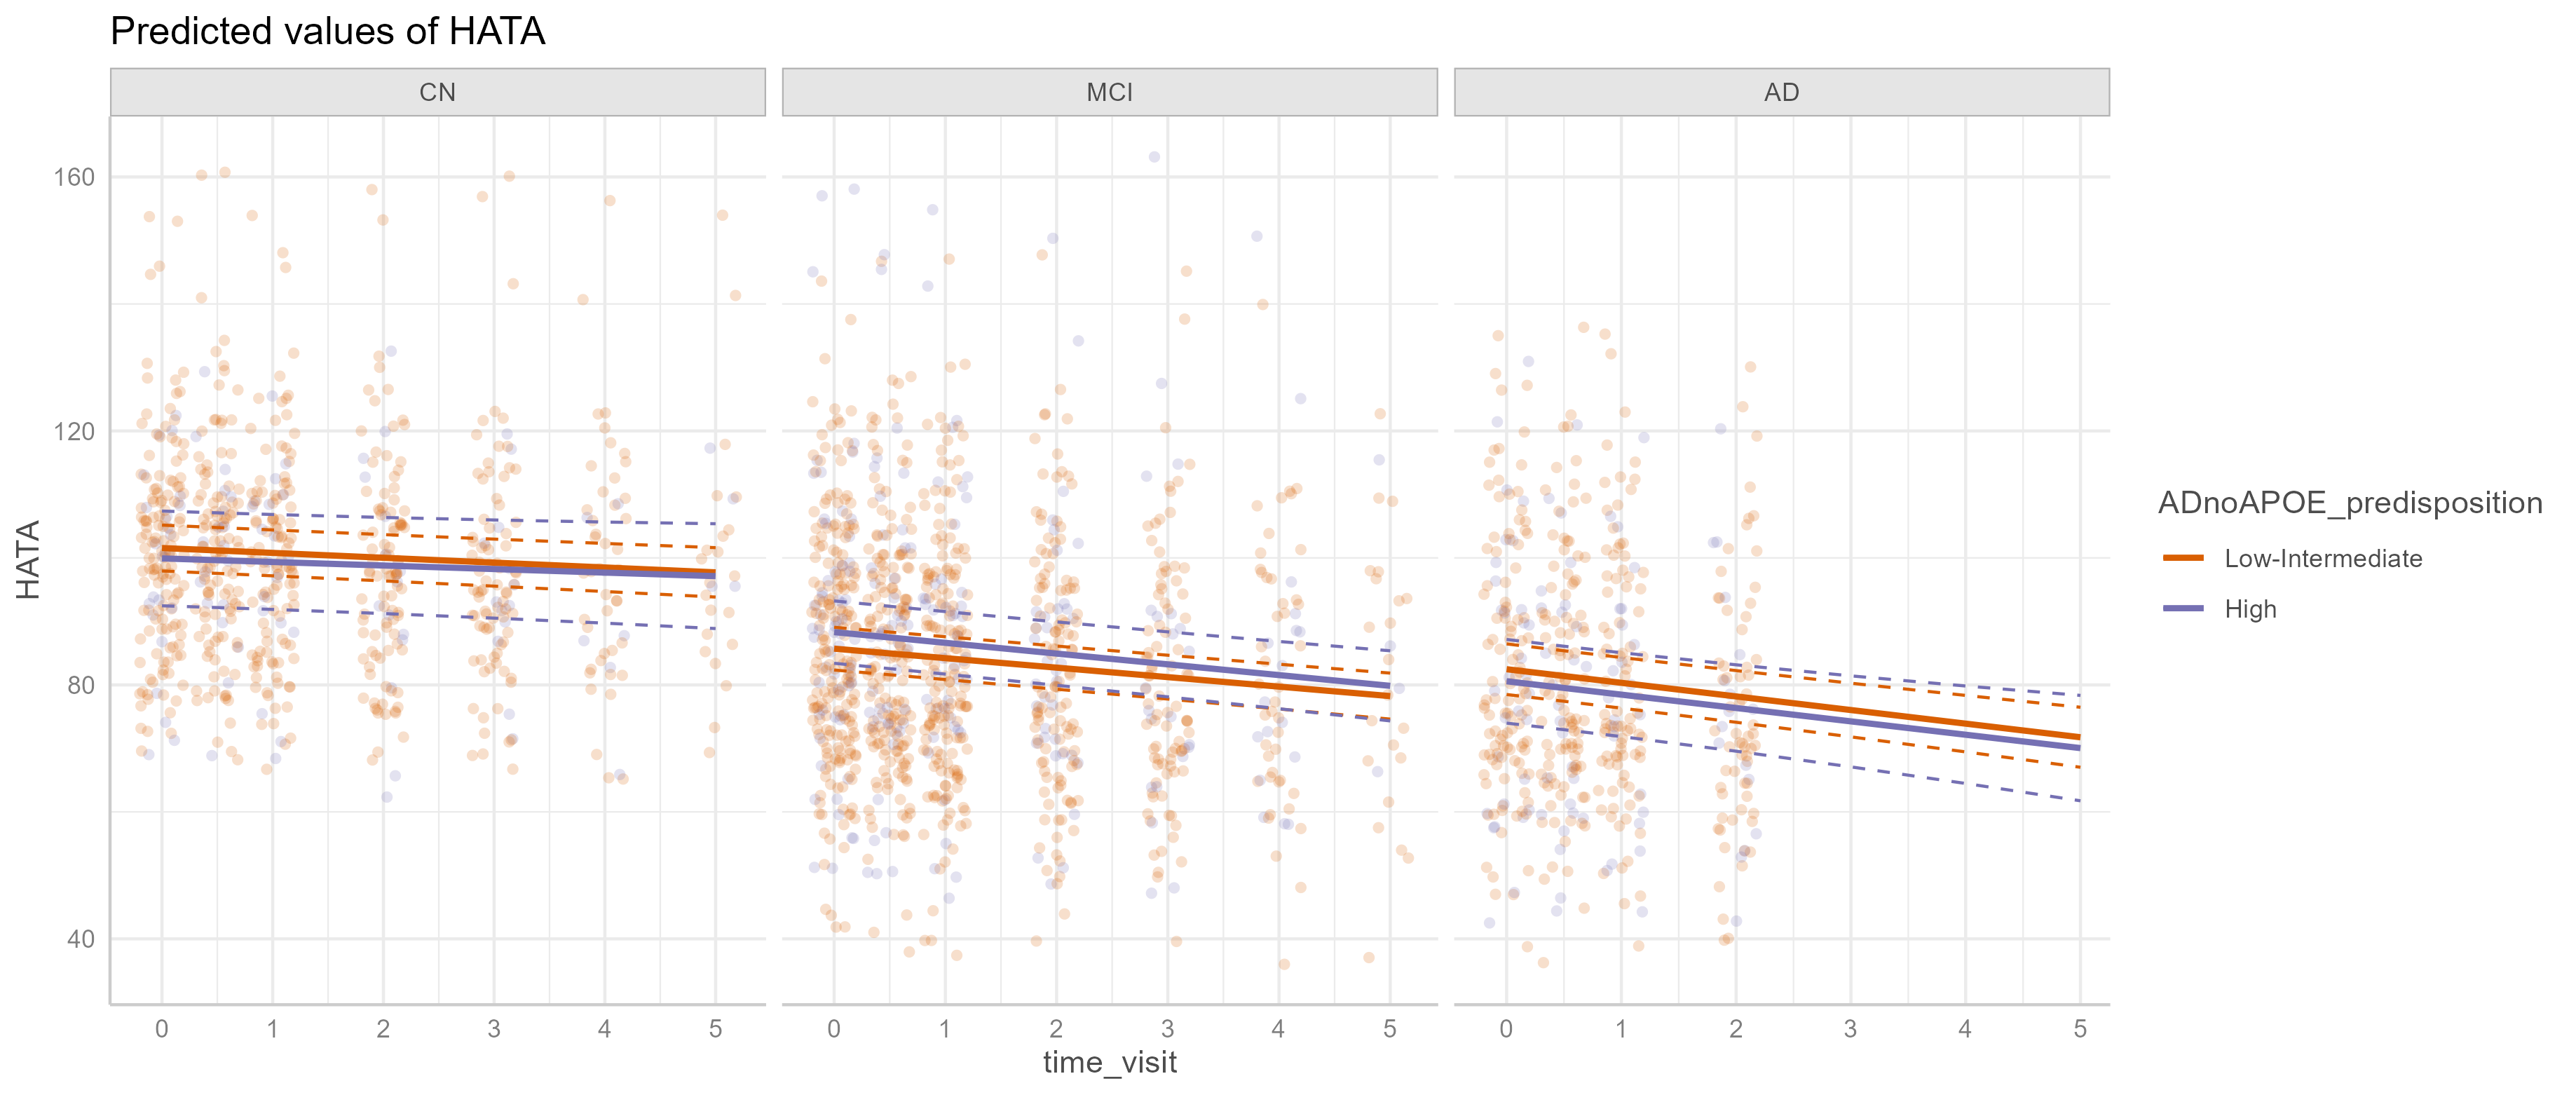 Predicted values of HATA
CN MCI AD
160
120
80
40
HATA
0 1 2 3 4 5 0 1 2 3 4 5 0 1 2 3 4 5
time_visit
ADnoAPOE_predisposition
Low-Intermediate
High